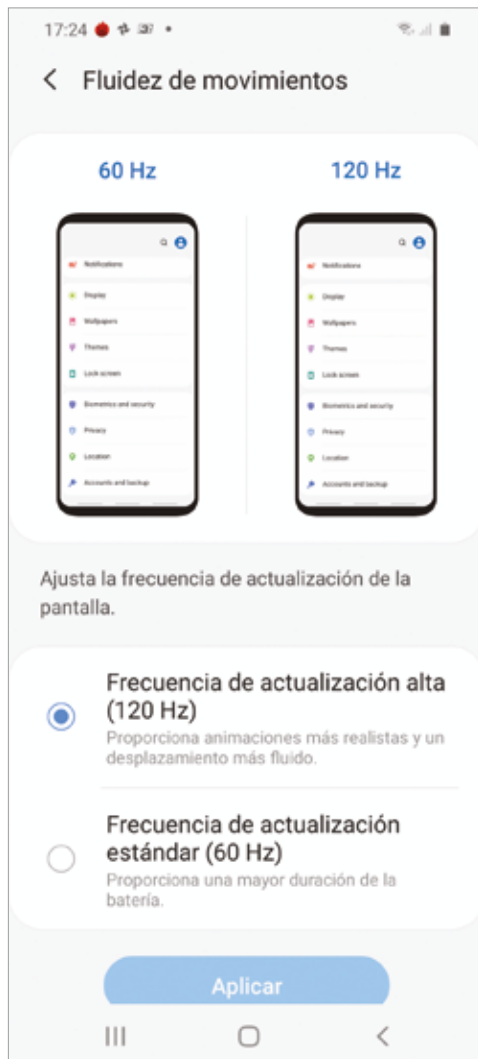 17:24
Fluidez de movimientos
60 Hz
120 Hz
Notifications
Display
Wallpapers
Themes
Lock screen
Biometrics and security
Privacy
Location
Accounts and backup
Notifications
Display
Wallpapers
Themes
Lock screen
Biometrics and security
Privacy
Location
Accounts and backup
Ajusta la frecuencia de actualización de la
pantalla.
Frecuencia de actualización alta
(120 Hz)
Proporciona animaciones más realistas y un
desplazamiento más fluido.
Frecuencia de actualización
estándar (60 Hz)
Proporciona una mayor duración de la
batería.
Aplicar